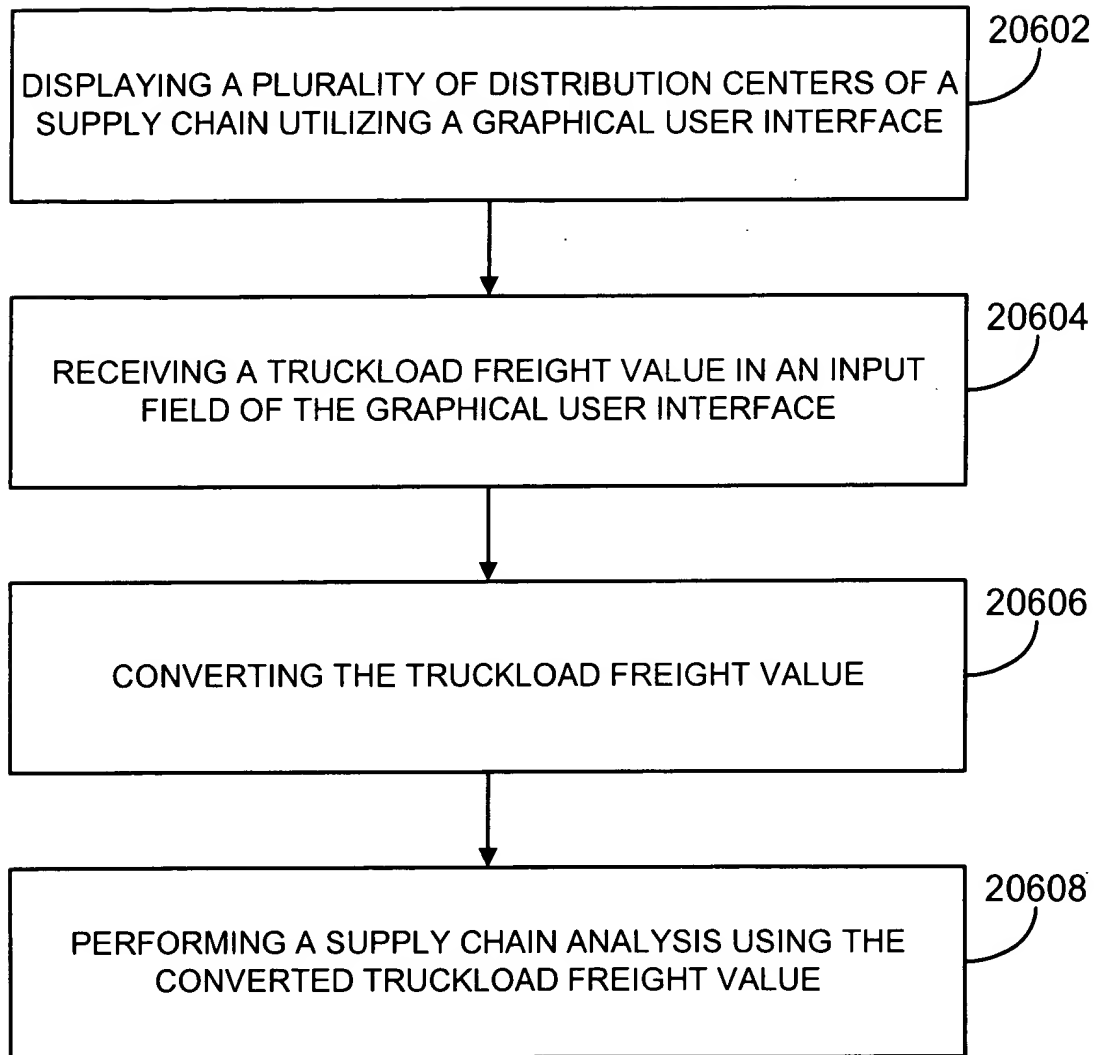 20602
DISPLAYING A PLURALITY OF DISTRIBUTION CENTERS OF A
SUPPLY CHAIN UTILIZING A GRAPHICAL USER INTERFACE
20604
RECEIVING A TRUCKLOAD FREIGHT VALUE IN AN INPUT
FIELD OF THE GRAPHICAL USER INTERFACE
20606
CONVERTING THE TRUCKLOAD FREIGHT VALUE
20608
PERFORMING A SUPPLY CHAIN ANALYSIS USING THE
CONVERTED TRUCKLOAD FREIGHT VALUE